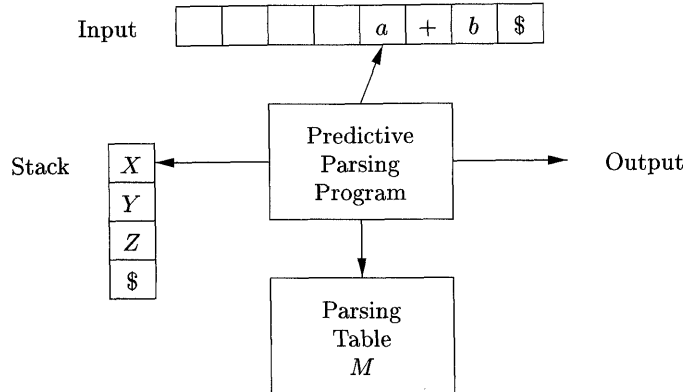 Input a + b $
Predictive
Parsing
Program
Stack
X
Y
Z
$
Output
Parsing
Table
M